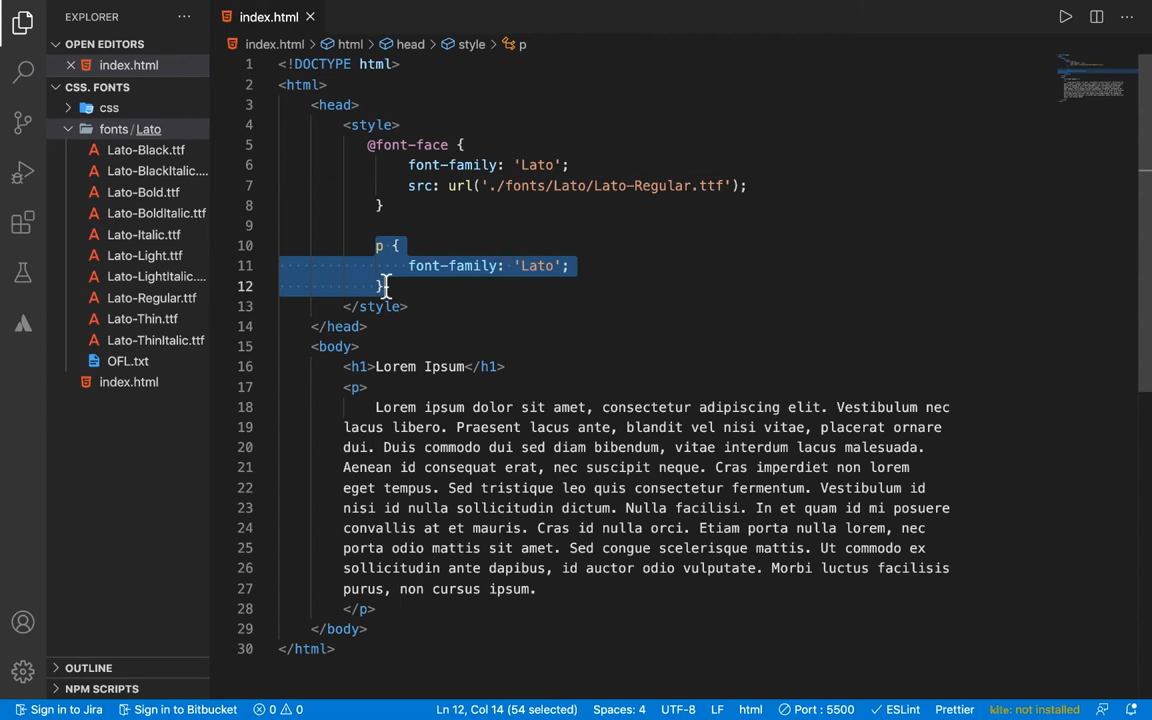 EXPLORER ···
OPEN EDITORS
index.html
CSS. FONTS
css
fonts/Lato
Lato-Black.ttf
Lato-BlackItalic....
Lato-Bold.ttf
Lato-BoldItalic.ttf
Lato-Italic.ttf
Lato-Light.ttf
Lato-LightItalic....
Lato-Regular.ttf
Lato-Thin.ttf
Lato-ThinItalic.ttf
OFL.txt
index.html
OUTLINE
NPM SCRIPTS
index.html
index.html > html > head > style > p
1 <!DOCTYPE html>
2 <html>
3 <head>
4 <style>
5 @font-face {
6 font-family: 'Lato';
7 src: url('./fonts/Lato/Lato-Regular.ttf');
8 }
9
10 p {
11 font-family: 'Lato';
12 }
13 </style>
14 </head>
15 <body>
16 <h1>Lorem Ipsum</h1>
17 <p>
18 Lorem ipsum dolor sit amet, consectetur adipiscing elit. Vestibulum nec
19 lacus libero. Praesent lacus ante, blandit vel nisi vitae, placerat ornare
20 dui. Duis commodo dui sed diam bibendum, vitae interdum lacus malesuada.
21 Aenean id consequat erat, nec suscipit neque. Cras imperdiet non lorem
22 eget tempus. Sed tristique leo quis consectetur fermentum. Vestibulum id
23 nisi id nulla sollicitudin dictum. Nulla facilisi. In et quam id mi posuere
24 convallis at et mauris. Cras id nulla orci. Etiam porta nulla lorem, nec
25 porta odio mattis sit amet. Sed congue scelerisque mattis. Ut commodo ex
26 sollicitudin ante dapibus, id auctor odio vulputate. Morbi luctus facilisis
27 purus, non cursus ipsum.
28 </p>
29 </body>
30 </html>
Sign in to Jira Sign in to Bitbucket 0 0 Ln 12, Col 14 (54 selected) Spaces: 4 UTF-8 LF html Port : 5500 ESLint Prettier kite: not installed